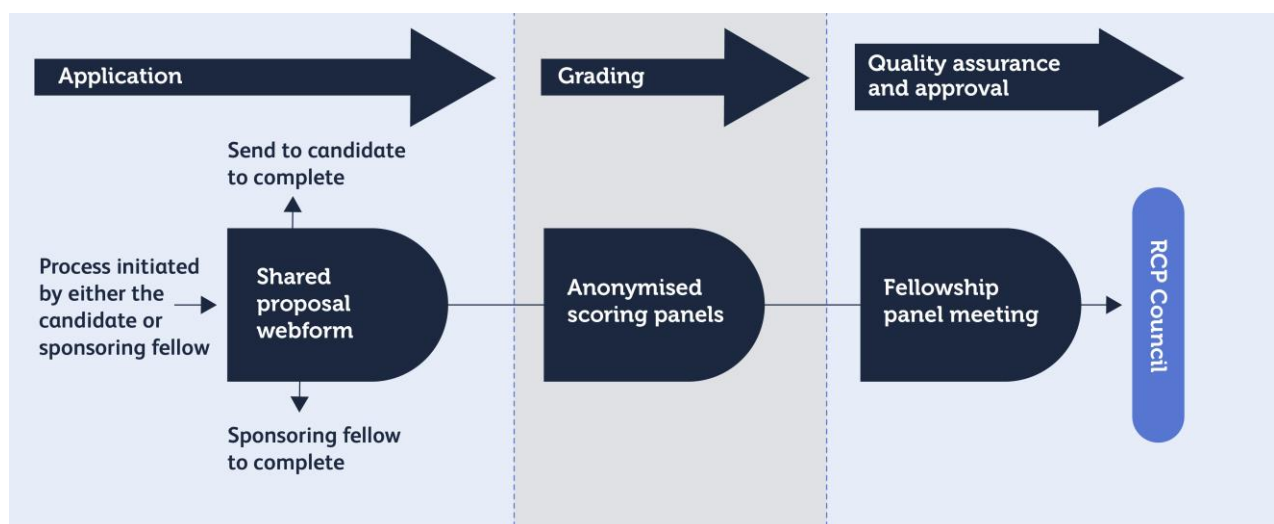 Application
Grading
Quality assurance
and approval
Send to candidate
to complete
Process initiated
by either the
candidate or
sponsoring fellow
Shared
proposal
webform
Anonymised
scoring panels
Fellowship
panel meeting
RCP Council
Sponsoring fellow
to complete